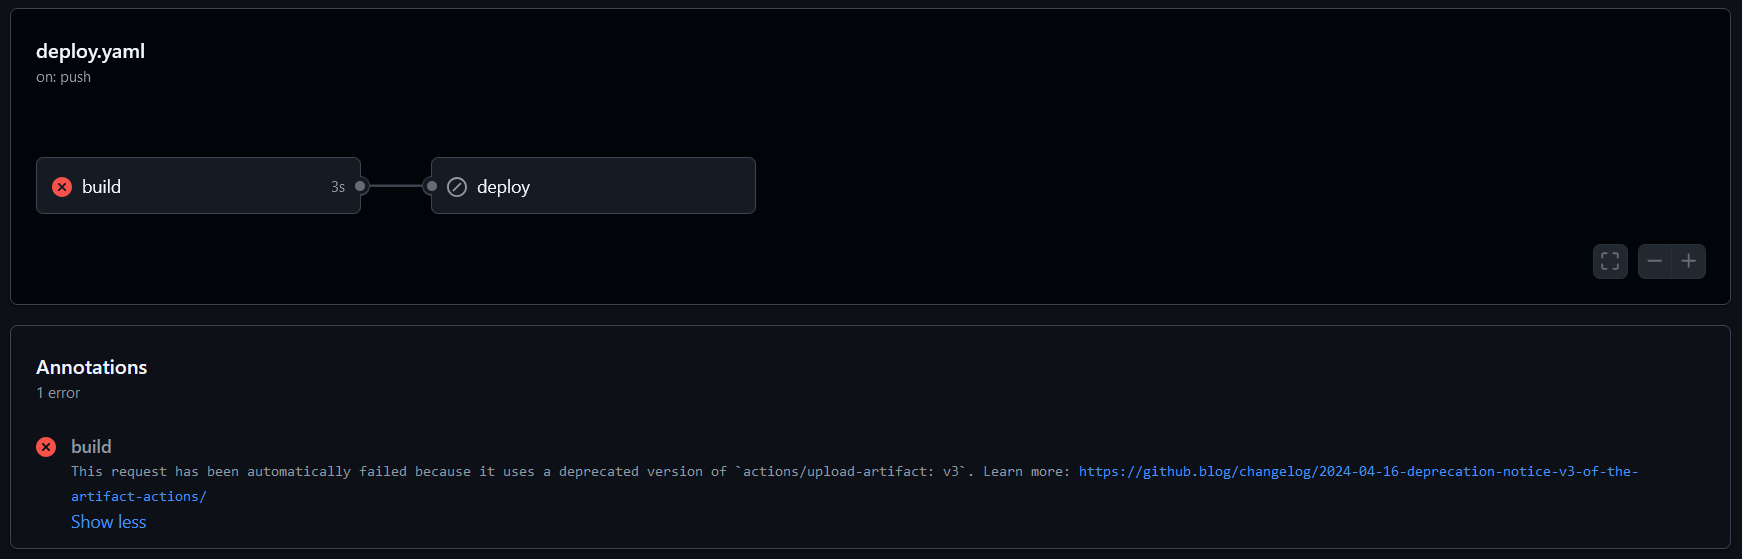 deploy.yaml
on: push
build 3s
deploy
Annotations
1 error
build
This request has been automatically failed because it uses a deprecated version of `actions/upload-artifact: v3`. Learn more: https://github.blog/changelog/2024-04-16-deprecation-notice-v3-of-the-
artifact-actions/
Show less